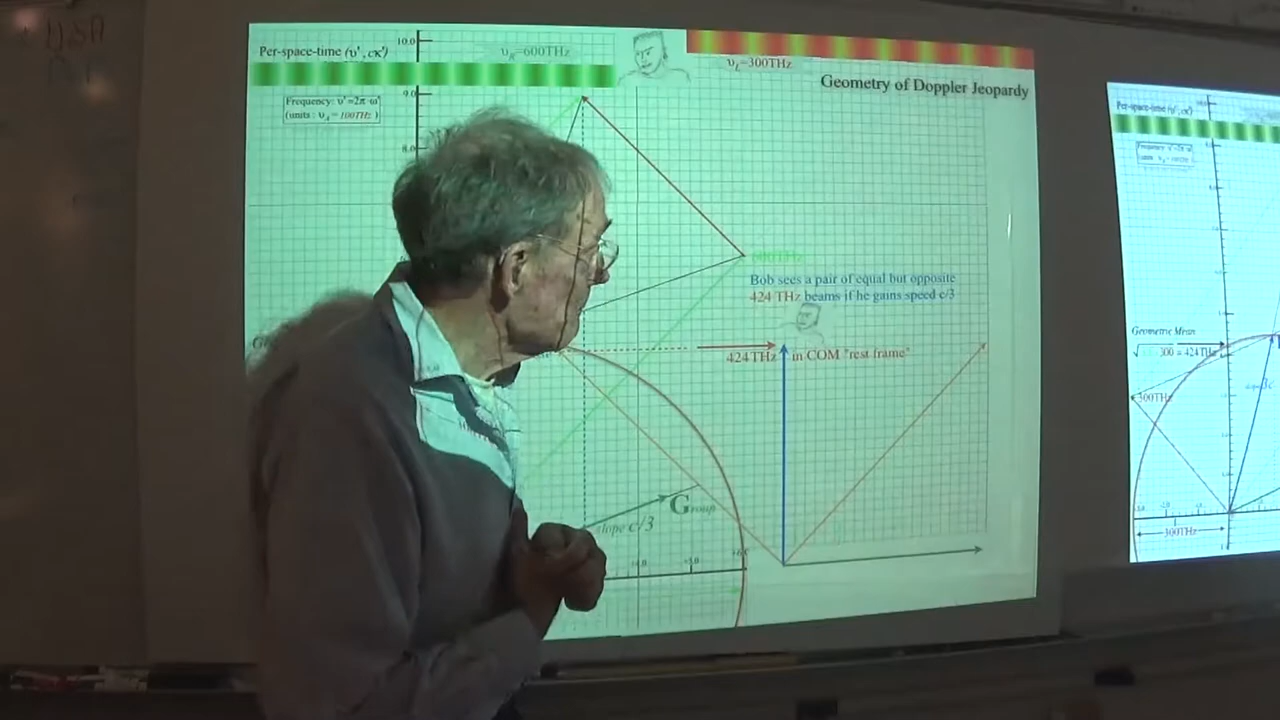 Per-space-time (υ', cκ')
10.0
υR=600THz
υL=300THz
Geometry of Doppler Jeopardy
Frequency: υ'=2π·ω'
(units: υA=100THz)
9.0
8.0
600THz
Bob sees a pair of equal but opposite
424 THz beams if he gains speed c/3
424THz
in COM "rest frame"
Group
slope c/3
Per-space-time (υ', cκ')
Geometric Mean
300 = 424THz
300THz
300THz